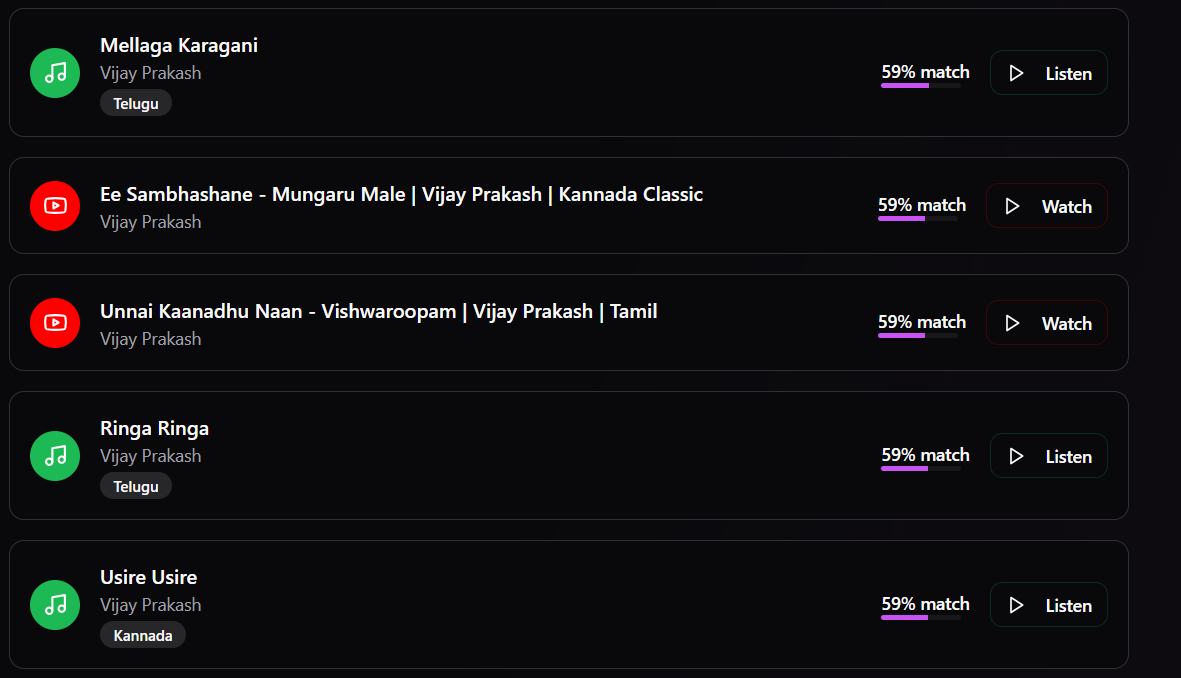 Mellaga Karagani
Vijay Prakash
Telugu
59% match
Listen
Ee Sambhashane - Mungaru Male | Vijay Prakash | Kannada Classic
Vijay Prakash
59% match
Watch
Unnai Kaanadhu Naan - Vishwaroopam | Vijay Prakash | Tamil
Vijay Prakash
59% match
Watch
Ringa Ringa
Vijay Prakash
Telugu
59% match
Listen
Usire Usire
Vijay Prakash
Kannada
59% match
Listen